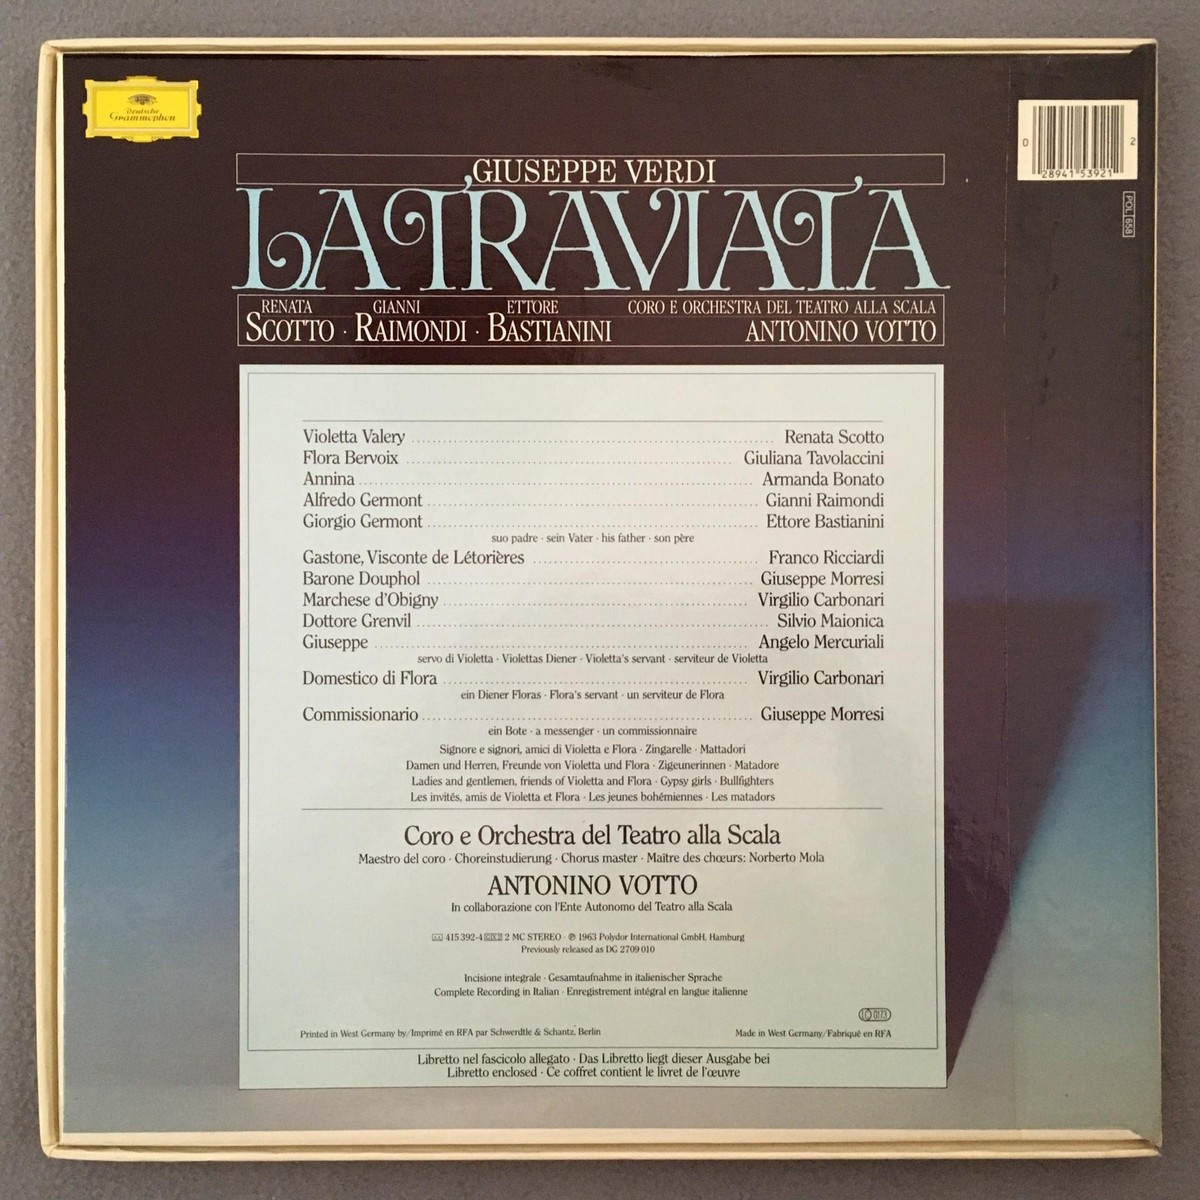 Deutsche
Grammophon
0 28941 53921 2
POL 658
GIUSEPPE VERDI
LA TRAVIATA
RENATA SCOTTO · GIANNI RAIMONDI · ETTORE BASTIANINI
CORO E ORCHESTRA DEL TEATRO ALLA SCALA
ANTONINO VOTTO
Violetta Valery ........ Renata Scotto
Flora Bervoix ........ Giuliana Tavolaccini
Annina ........ Armanda Bonato
Alfredo Germont ........ Gianni Raimondi
Giorgio Germont ........ Ettore Bastianini
suo padre · sein Vater · his father · son père
Gastone, Visconte de Létorières ........ Franco Ricciardi
Barone Douphol ........ Giuseppe Morresi
Marchese d'Obigny ........ Virgilio Carbonari
Dottore Grenvil ........ Silvio Maionica
Giuseppe ........ Angelo Mercuriali
servo di Violetta · Violettas Diener · Violetta's servant · serviteur de Violetta
Domestico di Flora ........ Virgilio Carbonari
ein Diener Floras · Flora's servant · un serviteur de Flora
Commissionario ........ Giuseppe Morresi
ein Bote · a messenger · un commissionnaire
Signore e signori, amici di Violetta e Flora · Zingarelle · Mattadori
Damen und Herren, Freunde von Violetta und Flora · Zigeunerinnen · Matadore
Ladies and gentlemen, friends of Violetta and Flora · Gypsy girls · Bullfighters
Les invités, amis de Violetta et Flora · Les jeunes bohémiennes · Les matadors
Coro e Orchestra del Teatro alla Scala
Maestro del coro · Choreinstudierung · Chorus master · Maître des chœurs: Norberto Mola
ANTONINO VOTTO
In collaborazione con l'Ente Autonomo del Teatro alla Scala
415 392-4 2 MC STEREO · ℗ 1963 Polydor International GmbH, Hamburg
Previously released as DG 2709 010
Incisione integrale · Gesamtaufnahme in italienischer Sprache
Complete Recording in Italian · Enregistrement intégral en langue italienne
LC 0173
Printed in West Germany by/Imprimé en RFA par Schwerdtle & Schantz, Berlin
Made in West Germany/Fabriqué en RFA
Libretto nel fascicolo allegato · Das Libretto liegt dieser Ausgabe bei
Libretto enclosed · Ce coffret contient le livret de l'œuvre